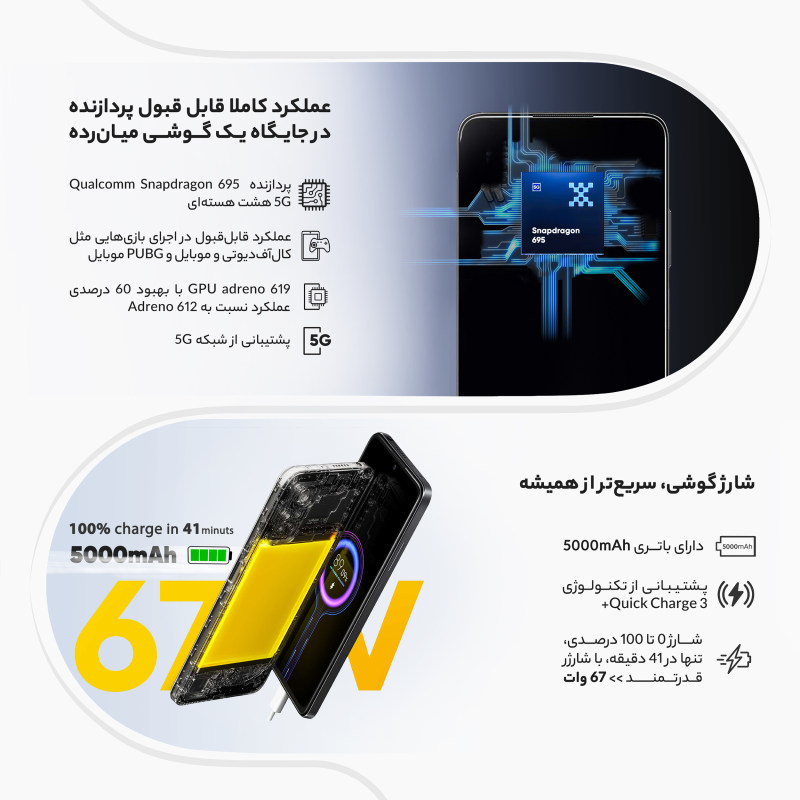 عملکرد کاملا قابل قبول پردازنده
در جایگاه یک گوشی میان‌رده
پردازنده Qualcomm Snapdragon 695
5G هشت هسته‌ای
عملکرد قابل‌قبول در اجرای بازی‌هایی مثل
کال‌آف‌دیوتی و موبایل و PUBG موبایل
GPU adreno 619 با بهبود 60 درصدی
عملکرد نسبت به Adreno 612
5G
پشتیبانی از شبکه 5G
5G
Snapdragon
695
شارژ گوشی، سریع‌تر از همیشه
5000mAh
دارای باتری 5000mAh
پشتیبانی از تکنولوژی
Quick Charge 3+
شارژ 0 تا 100 درصدی،
تنها در 41 دقیقه، با شارژر
قدرتمند >> 67 وات
100% charge in 41 minuts
5000mAh
67W